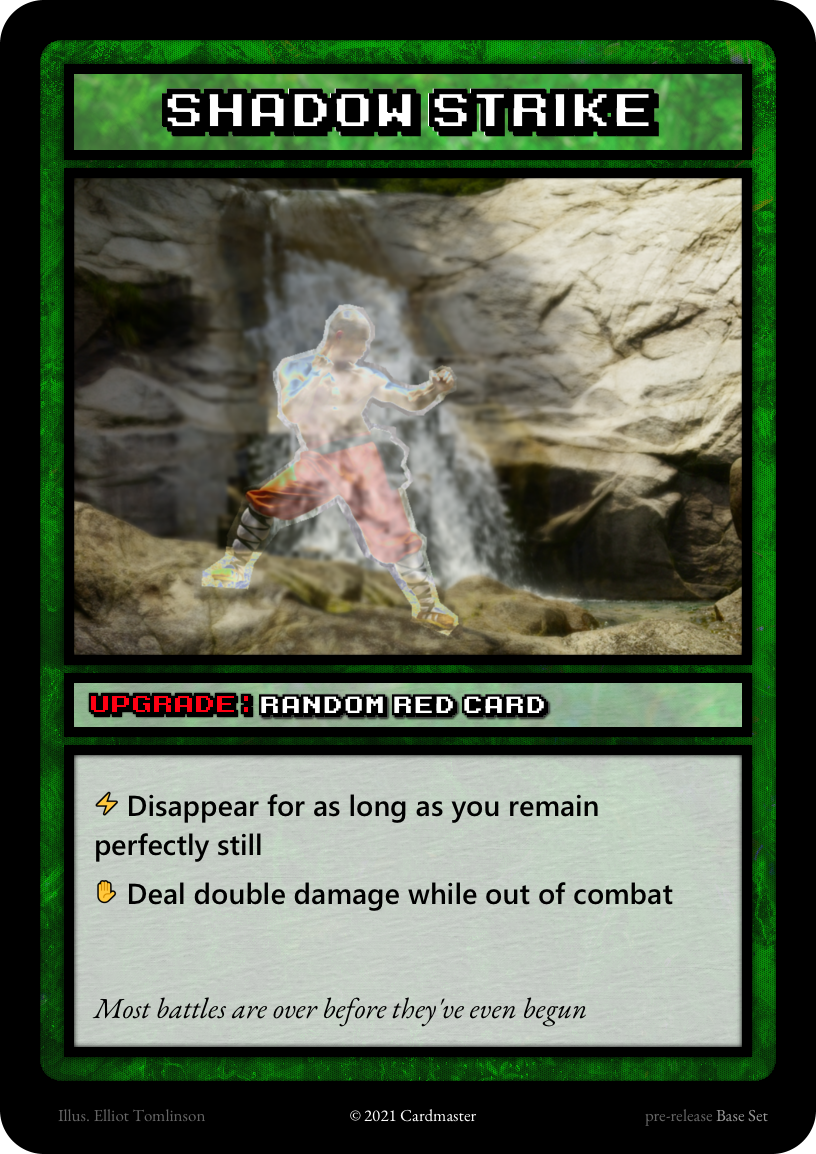 SHADOW STRIKE
UPGRADE: RANDOM RED CARD
⚡ Disappear for as long as you remain
perfectly still
✋ Deal double damage while out of combat
Most battles are over before they've even begun
Illus. Elliot Tomlinson © 2021 Cardmaster pre-release Base Set